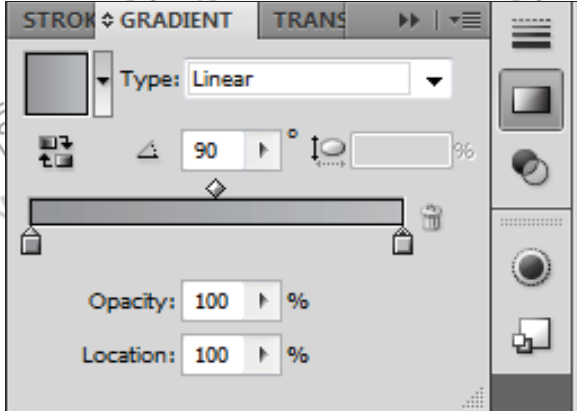 STROK GRADIENT TRANS
Type: Linear
90 ° %
Opacity: 100 %
Location: 100 %